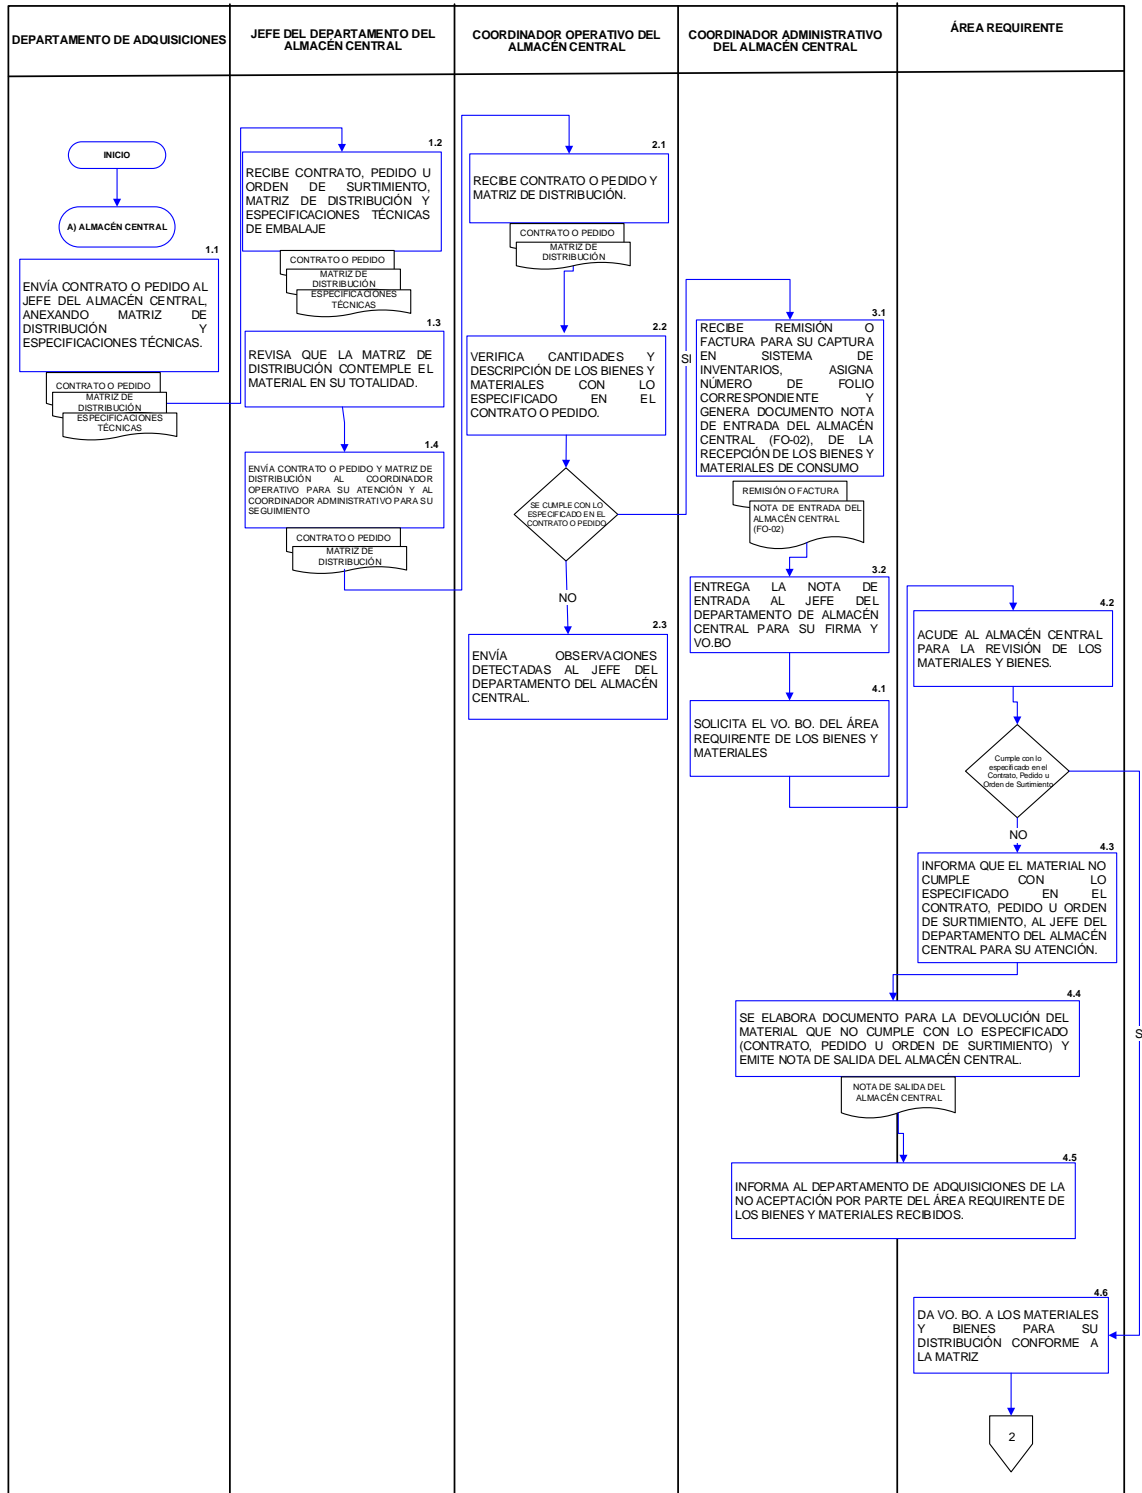 DEPARTAMENTO DE ADQUISICIONES
JEFE DEL DEPARTAMENTO DEL
ALMACÉN CENTRAL
COORDINADOR OPERATIVO DEL
ALMACÉN CENTRAL
COORDINADOR ADMINISTRATIVO
DEL ALMACÉN CENTRAL
ÁREA REQUIRENTE
INICIO
A) ALMACÉN CENTRAL
1.1
ENVÍA CONTRATO O PEDIDO AL
JEFE DEL ALMACÉN CENTRAL,
ANEXANDO MATRIZ DE
DISTRIBUCIÓN Y
ESPECIFICACIONES TÉCNICAS.
CONTRATO O PEDIDO
MATRIZ DE
DISTRIBUCIÓN
ESPECIFICACIONES
TÉCNICAS
1.2
RECIBE CONTRATO, PEDIDO U
ORDEN DE SURTIMIENTO,
MATRIZ DE DISTRIBUCIÓN Y
ESPECIFICACIONES TÉCNICAS
DE EMBALAJE
CONTRATO O PEDIDO
MATRIZ DE
DISTRIBUCIÓN
ESPECIFICACIONES
TÉCNICAS
1.3
REVISA QUE LA MATRIZ DE
DISTRIBUCIÓN CONTEMPLE EL
MATERIAL EN SU TOTALIDAD.
1.4
ENVÍA CONTRATO O PEDIDO Y MATRIZ DE
DISTRIBUCIÓN AL COORDINADOR
OPERATIVO PARA SU ATENCIÓN Y AL
COORDINADOR ADMINISTRATIVO PARA SU
SEGUIMIENTO
CONTRATO O PEDIDO
MATRIZ DE
DISTRIBUCIÓN
2.1
RECIBE CONTRATO O PEDIDO Y
MATRIZ DE DISTRIBUCIÓN.
CONTRATO O PEDIDO
MATRIZ DE
DISTRIBUCIÓN
2.2
VERIFICA CANTIDADES Y
DESCRIPCIÓN DE LOS BIENES Y
MATERIALES CON LO
ESPECIFICADO EN EL
CONTRATO O PEDIDO.
SE CUMPLE CON LO
ESPECIFICADO EN EL
CONTRATO O PEDIDO
SI
NO
2.3
ENVÍA OBSERVACIONES
DETECTADAS AL JEFE DEL
DEPARTAMENTO DEL ALMACÉN
CENTRAL.
3.1
RECIBE REMISIÓN O
FACTURA PARA SU CAPTURA
EN SISTEMA DE
INVENTARIOS, ASIGNA
NÚMERO DE FOLIO
CORRESPONDIENTE Y
GENERA DOCUMENTO NOTA
DE ENTRADA DEL ALMACÉN
CENTRAL (FO-02), DE LA
RECEPCIÓN DE LOS BIENES Y
MATERIALES DE CONSUMO
REMISIÓN O FACTURA
NOTA DE ENTRADA DEL
ALMACÉN CENTRAL
(FO-02)
3.2
ENTREGA LA NOTA DE
ENTRADA AL JEFE DEL
DEPARTAMENTO DE ALMACÉN
CENTRAL PARA SU FIRMA Y
VO.BO
4.1
SOLICITA EL VO. BO. DEL ÁREA
REQUIRENTE DE LOS BIENES Y
MATERIALES
4.2
ACUDE AL ALMACÉN CENTRAL
PARA LA REVISIÓN DE LOS
MATERIALES Y BIENES.
Cumple con lo
especificado en el
Contrato, Pedido u
Orden de Surtimiento
NO
4.3
INFORMA QUE EL MATERIAL NO
CUMPLE CON LO
ESPECIFICADO EN EL
CONTRATO, PEDIDO U ORDEN
DE SURTIMIENTO, AL JEFE DEL
DEPARTAMENTO DEL ALMACÉN
CENTRAL PARA SU ATENCIÓN.
4.4
SE ELABORA DOCUMENTO PARA LA DEVOLUCIÓN DEL
MATERIAL QUE NO CUMPLE CON LO ESPECIFICADO
(CONTRATO, PEDIDO U ORDEN DE SURTIMIENTO) Y
EMITE NOTA DE SALIDA DEL ALMACÉN CENTRAL.
NOTA DE SALIDA DEL
ALMACÉN CENTRAL
4.5
INFORMA AL DEPARTAMENTO DE ADQUISICIONES DE LA
NO ACEPTACIÓN POR PARTE DEL ÁREA REQUIRENTE DE
LOS BIENES Y MATERIALES RECIBIDOS.
4.6
DA VO. BO. A LOS MATERIALES
Y BIENES PARA SU
DISTRIBUCIÓN CONFORME A
LA MATRIZ
2